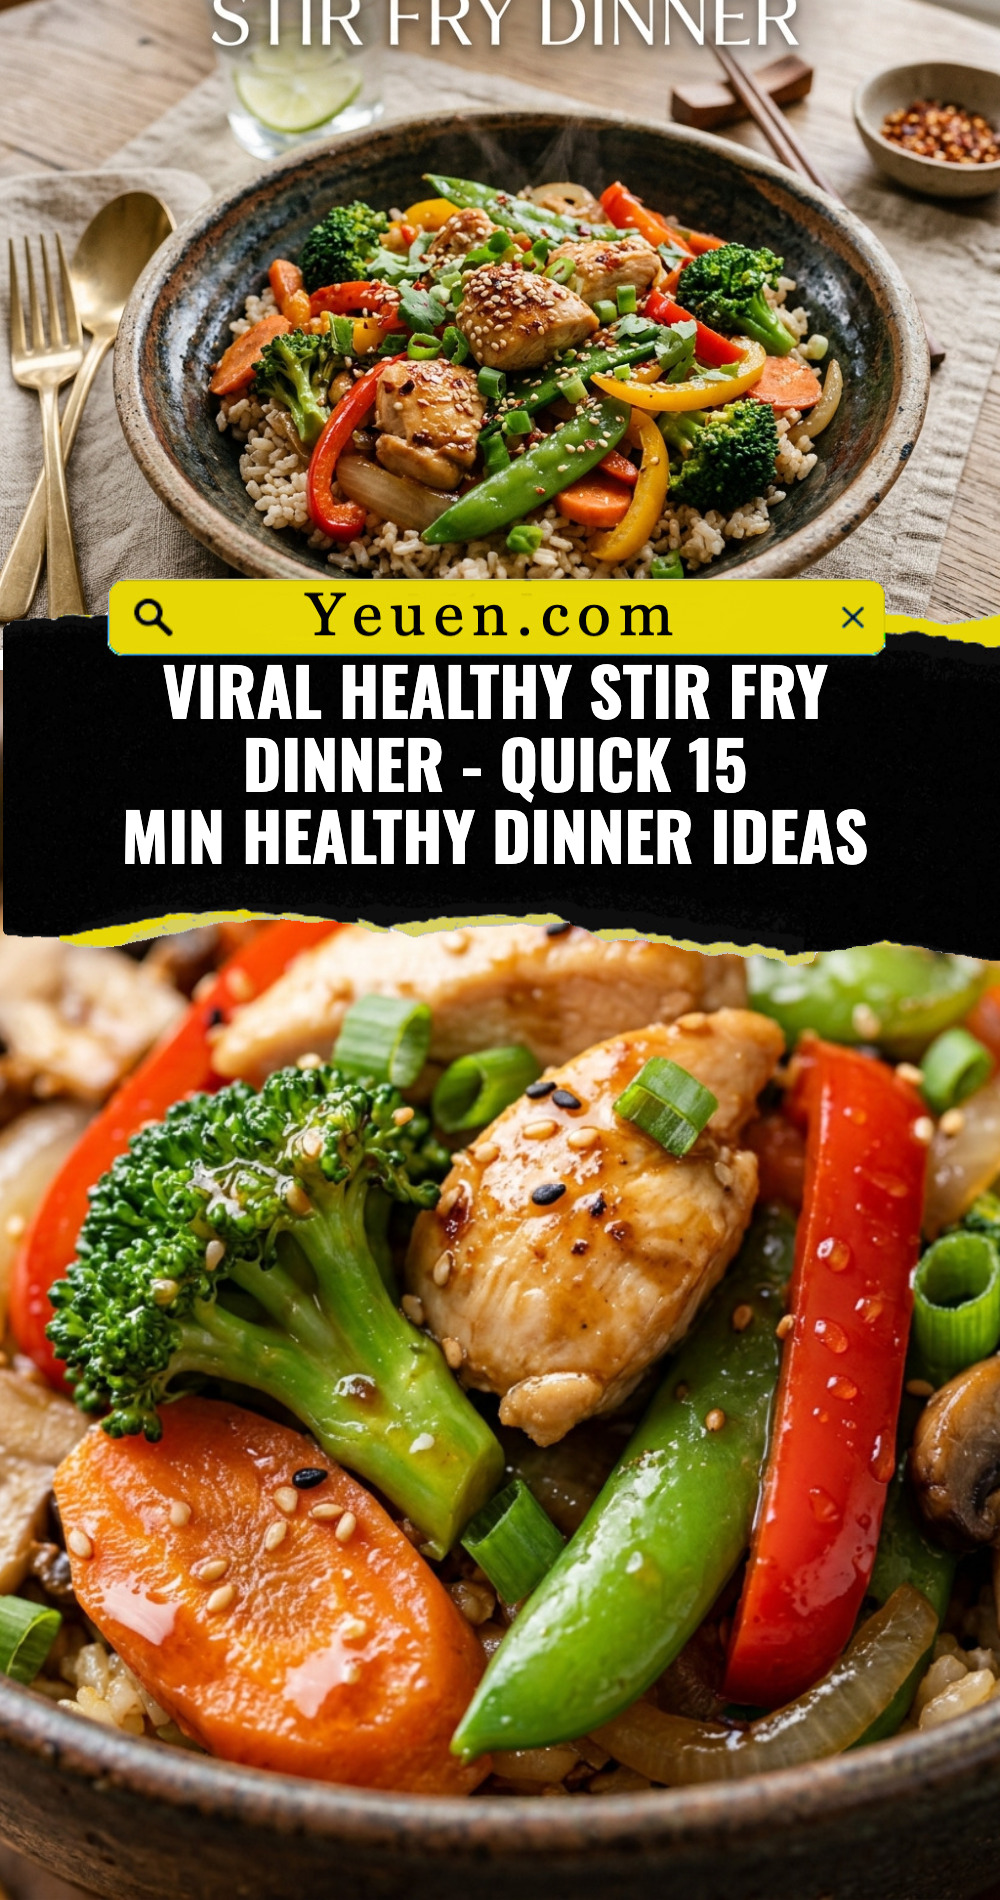 STIR FRY DINNER
Yeuen.com
VIRAL HEALTHY STIR FRY
DINNER - QUICK 15
MIN HEALTHY DINNER IDEAS